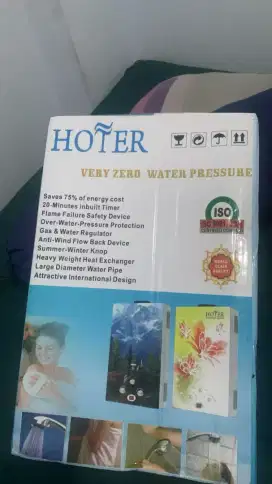 HOTER
VERY ZERO WATER PRESSURE
Saves 75% of energy cost
20-Minutes inbuilt Timer
Flame Failure Safety Device
Over-Water-Pressure Protection
Gas & Water Regulator
Anti-Wind Flow Back Device
Summer-Winter Knop
Heavy Weight Heat Exchanger
Large Diameter Water Pipe
Attractive International Design
ISO
HOTER